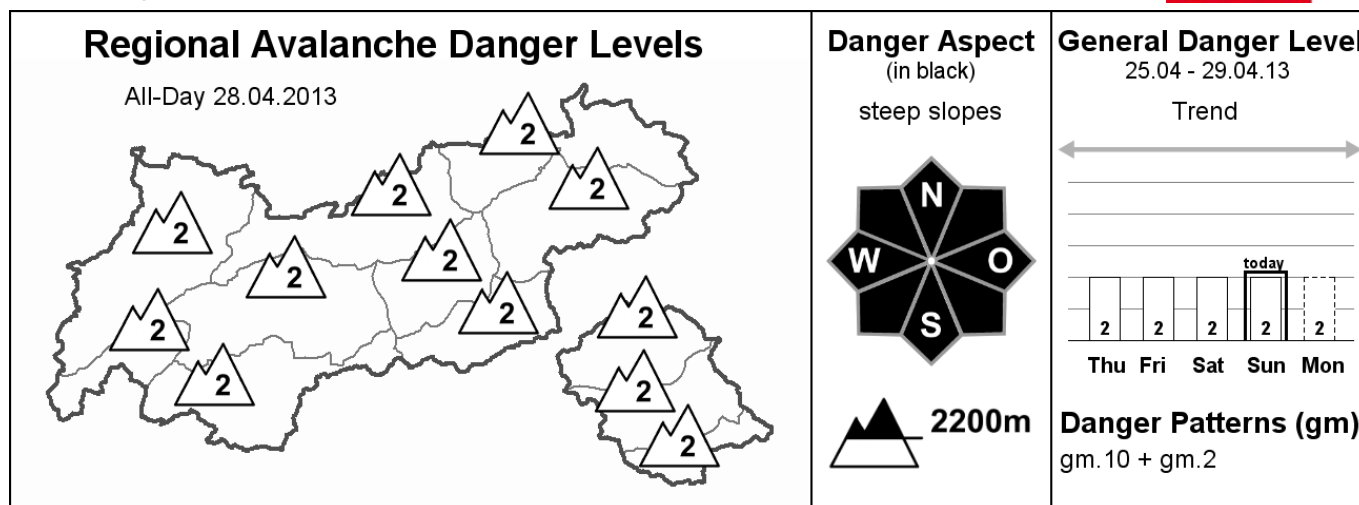 Regional Avalanche Danger Levels
All-Day 28.04.2013
2
2
2
2
2
2
2
2
2
2
2
2
2
Danger Aspect
(in black)
steep slopes
N
W
O
S
2200m
General Danger Level
25.04 - 29.04.13
Trend
today
2 2 2 2 2
Thu Fri Sat Sun Mon
Danger Patterns (gm)
gm.10 + gm.2